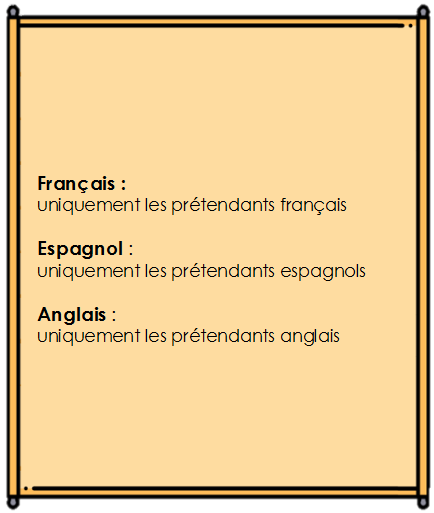 Français :
uniquement les prétendants français
Espagnol :
uniquement les prétendants espagnols
Anglais :
uniquement les prétendants anglais